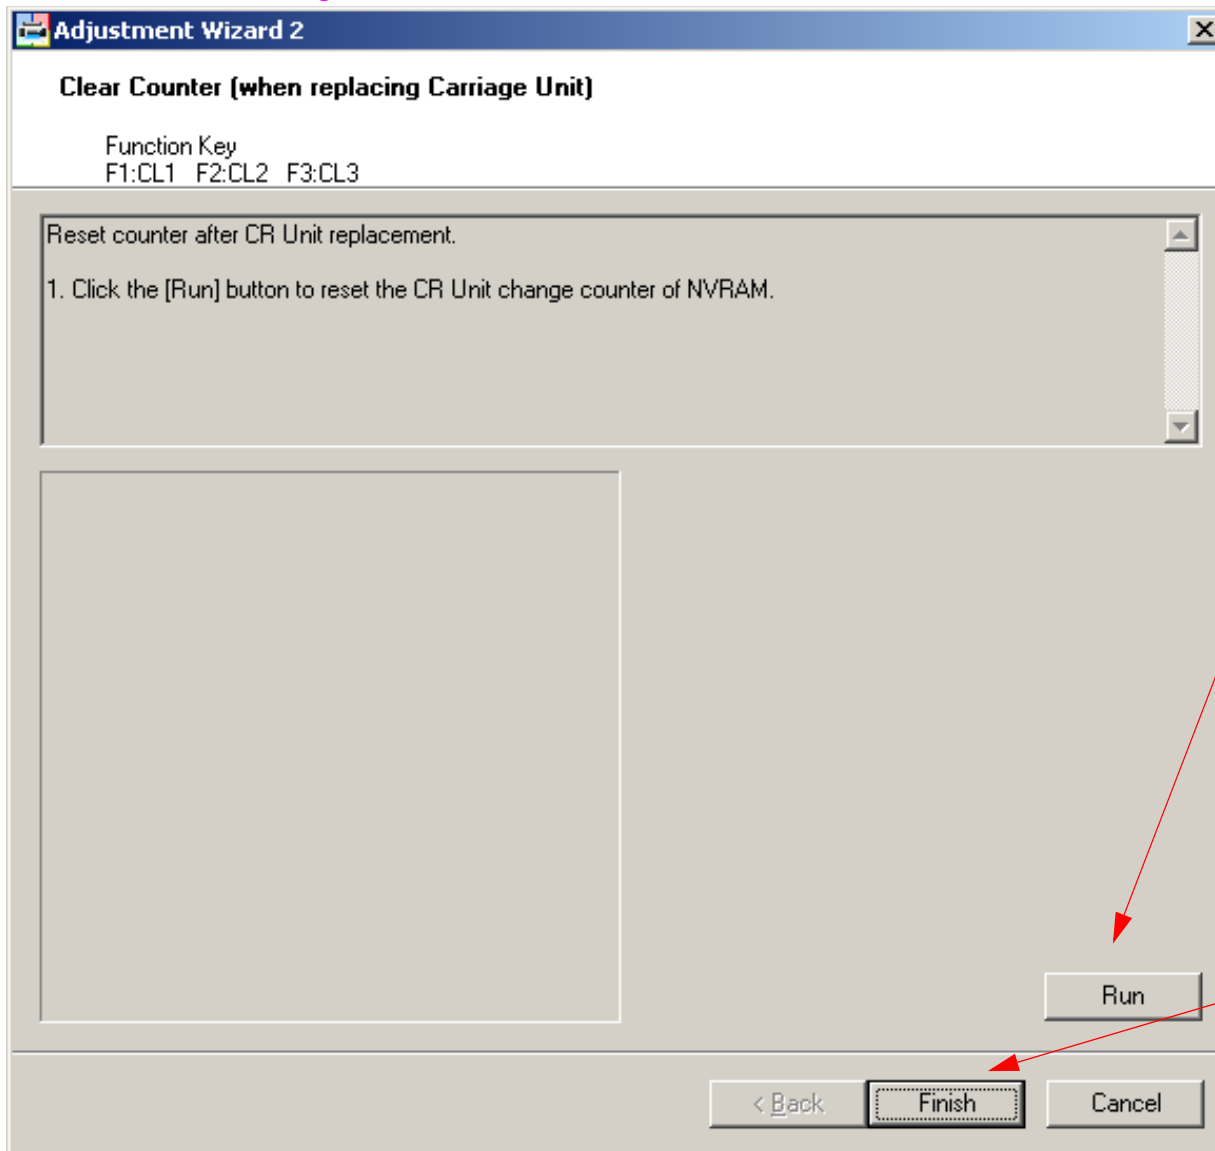 Adjustment Wizard 2
Clear Counter (when replacing Carriage Unit)
Function Key
F1:CL1 F2:CL2 F3:CL3
Reset counter after CR Unit replacement.
1. Click the [Run] button to reset the CR Unit change counter of NVRAM.
Run
< Back Finish Cancel